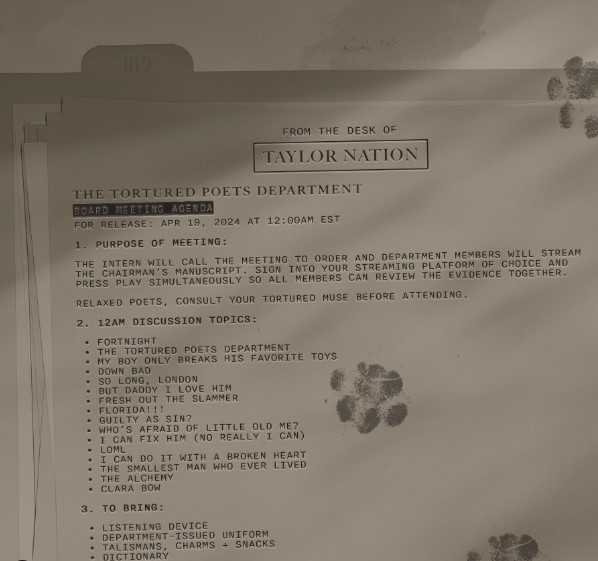 FROM THE DESK OF
TAYLOR NATION
THE TORTURED POETS DEPARTMENT
BOARD MEETING AGENDA
FOR RELEASE: APR 19, 2024 AT 12:00AM EST
1. PURPOSE OF MEETING:
THE INTERN WILL CALL THE MEETING TO ORDER AND DEPARTMENT MEMBERS WILL STREAM
THE CHAIRMAN'S MANUSCRIPT. SIGN INTO YOUR STREAMING PLATFORM OF CHOICE AND
PRESS PLAY SIMULTANEOUSLY SO ALL MEMBERS CAN REVIEW THE EVIDENCE TOGETHER.
RELAXED POETS, CONSULT YOUR TORTURED MUSE BEFORE ATTENDING.
2. 12AM DISCUSSION TOPICS:
• FORTNIGHT
• THE TORTURED POETS DEPARTMENT
• MY BOY ONLY BREAKS HIS FAVORITE TOYS
• DOWN BAD
• SO LONG, LONDON
• BUT DADDY I LOVE HIM
• FRESH OUT THE SLAMMER
• FLORIDA!!!
• GUILTY AS SIN?
• WHO'S AFRAID OF LITTLE OLD ME?
• I CAN FIX HIM (NO REALLY I CAN)
• LOML
• I CAN DO IT WITH A BROKEN HEART
• THE SMALLEST MAN WHO EVER LIVED
• THE ALCHEMY
• CLARA BOW
3. TO BRING:
• LISTENING DEVICE
• DEPARTMENT-ISSUED UNIFORM
• TALISMANS, CHARMS + SNACKS
• DICTIONARY